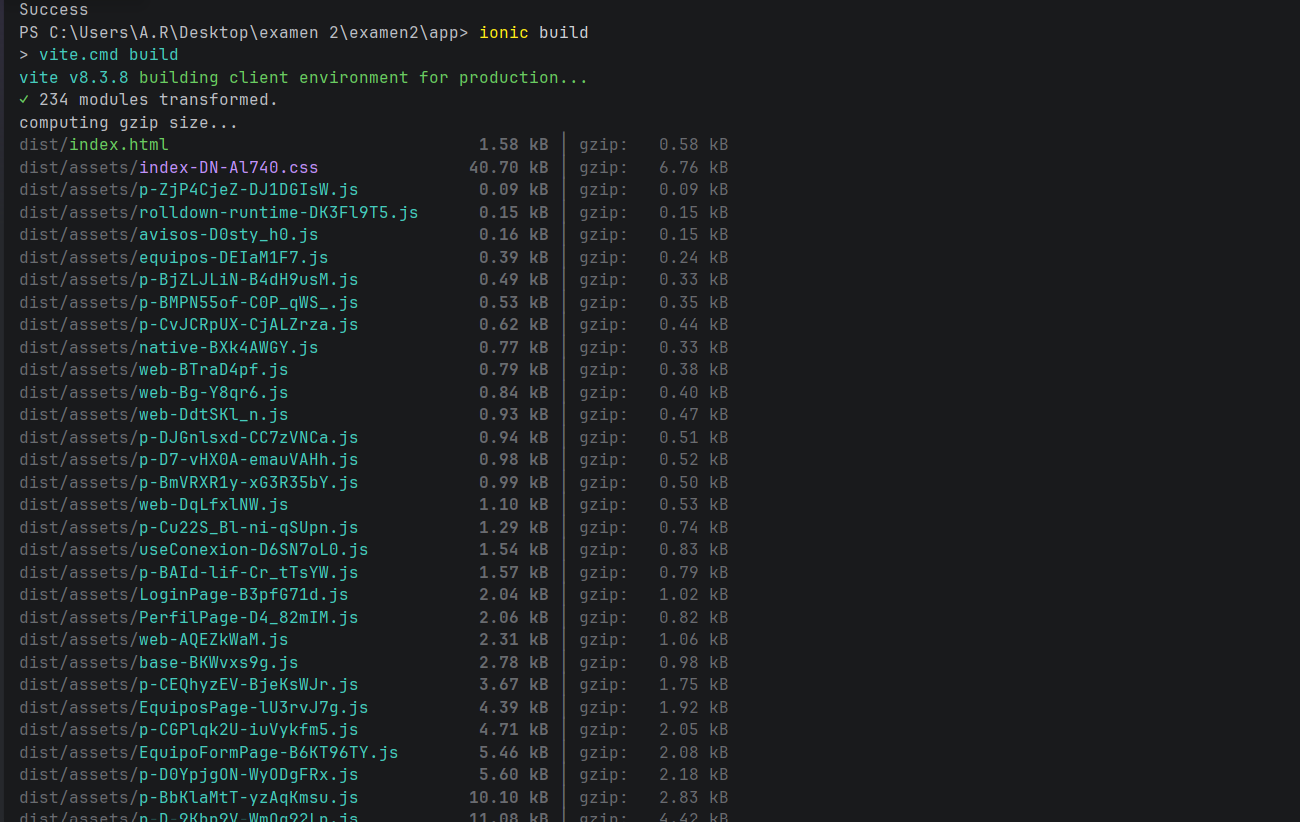 Success
PS C:\Users\A.R\Desktop\examen 2\examen2\app> ionic build
> vite.cmd build
vite v8.3.8 building client environment for production...
✓ 234 modules transformed.
computing gzip size...
dist/index.html 1.58 kB │ gzip: 0.58 kB
dist/assets/index-DN-Al740.css 40.70 kB │ gzip: 6.76 kB
dist/assets/p-ZjP4CjeZ-DJ1DGIsW.js 0.09 kB │ gzip: 0.09 kB
dist/assets/rolldown-runtime-DK3Fl9T5.js 0.15 kB │ gzip: 0.15 kB
dist/assets/avisos-D0sty_h0.js 0.16 kB │ gzip: 0.15 kB
dist/assets/equipos-DEIaM1F7.js 0.39 kB │ gzip: 0.24 kB
dist/assets/p-BjZLJLiN-B4dH9usM.js 0.49 kB │ gzip: 0.33 kB
dist/assets/p-BMPN55of-C0P_qWS_.js 0.53 kB │ gzip: 0.35 kB
dist/assets/p-CvJCRpUX-CjALZrza.js 0.62 kB │ gzip: 0.44 kB
dist/assets/native-BXk4AWGY.js 0.77 kB │ gzip: 0.33 kB
dist/assets/web-BTraD4pf.js 0.79 kB │ gzip: 0.38 kB
dist/assets/web-Bg-Y8qr6.js 0.84 kB │ gzip: 0.40 kB
dist/assets/web-DdtSKl_n.js 0.93 kB │ gzip: 0.47 kB
dist/assets/p-DJGnlsxd-CC7zVNCa.js 0.94 kB │ gzip: 0.51 kB
dist/assets/p-D7-vHX0A-emauVAHh.js 0.98 kB │ gzip: 0.52 kB
dist/assets/p-BmVRXR1y-xG3R35bY.js 0.99 kB │ gzip: 0.50 kB
dist/assets/web-DqLfxlNW.js 1.10 kB │ gzip: 0.53 kB
dist/assets/p-Cu22S_Bl-ni-qSUpn.js 1.29 kB │ gzip: 0.74 kB
dist/assets/useConexion-D6SN7oL0.js 1.54 kB │ gzip: 0.83 kB
dist/assets/p-BAId-lif-Cr_tTsYW.js 1.57 kB │ gzip: 0.79 kB
dist/assets/LoginPage-B3pfG71d.js 2.04 kB │ gzip: 1.02 kB
dist/assets/PerfilPage-D4_82mIM.js 2.06 kB │ gzip: 0.82 kB
dist/assets/web-AQEZkWaM.js 2.31 kB │ gzip: 1.06 kB
dist/assets/base-BKWvxs9g.js 2.78 kB │ gzip: 0.98 kB
dist/assets/p-CEQhyzEV-BjeKsWJr.js 3.67 kB │ gzip: 1.75 kB
dist/assets/EquiposPage-lU3rvJ7g.js 4.39 kB │ gzip: 1.92 kB
dist/assets/p-CGPlqk2U-iuVykfm5.js 4.71 kB │ gzip: 2.05 kB
dist/assets/EquipoFormPage-B6KT96TY.js 5.46 kB │ gzip: 2.08 kB
dist/assets/p-D0YpjgON-WyODgFRx.js 5.60 kB │ gzip: 2.18 kB
dist/assets/p-BbKlaMtT-yzAqKmsu.js 10.10 kB │ gzip: 2.83 kB
11.08 kB │ gzip: 4.42 kB